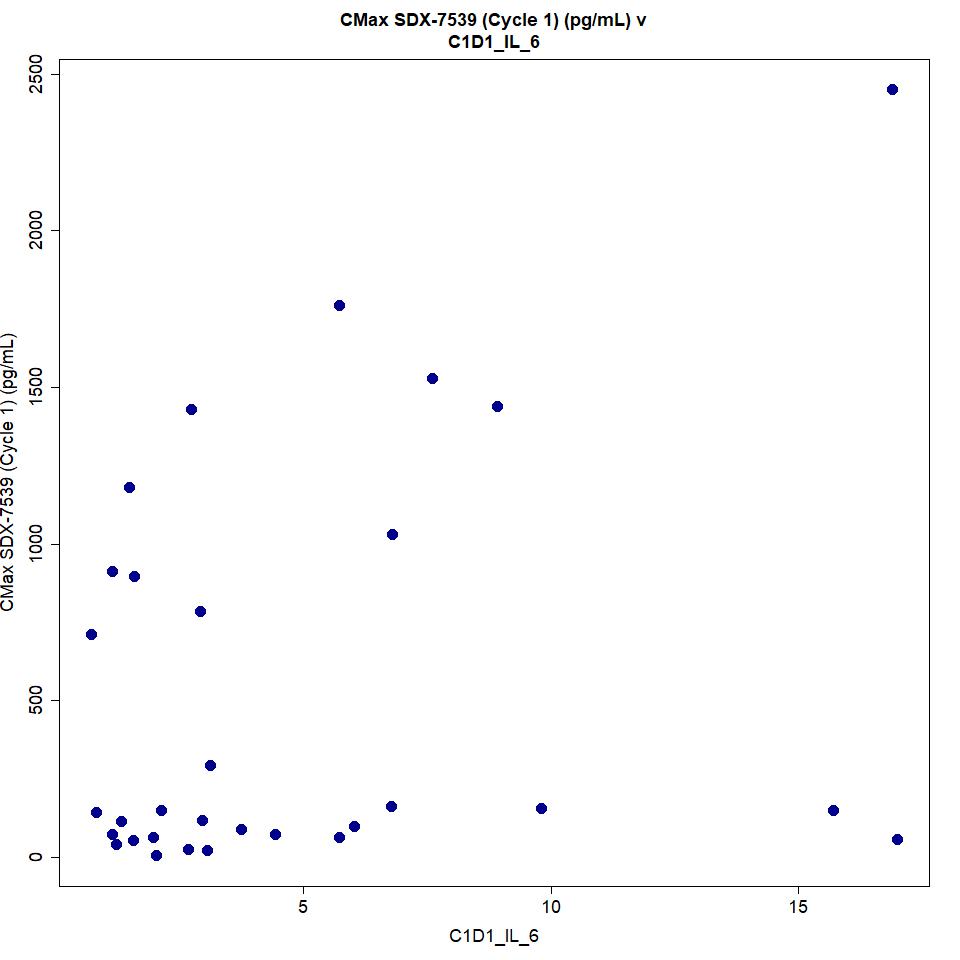 CMax SDX-7539 (Cycle 1) (pg/mL) v
C1D1_IL_6
CMax SDX-7539 (Cycle 1) (pg/mL)
2500
2000
1500
1000
500
0
5 10 15
C1D1_IL_6